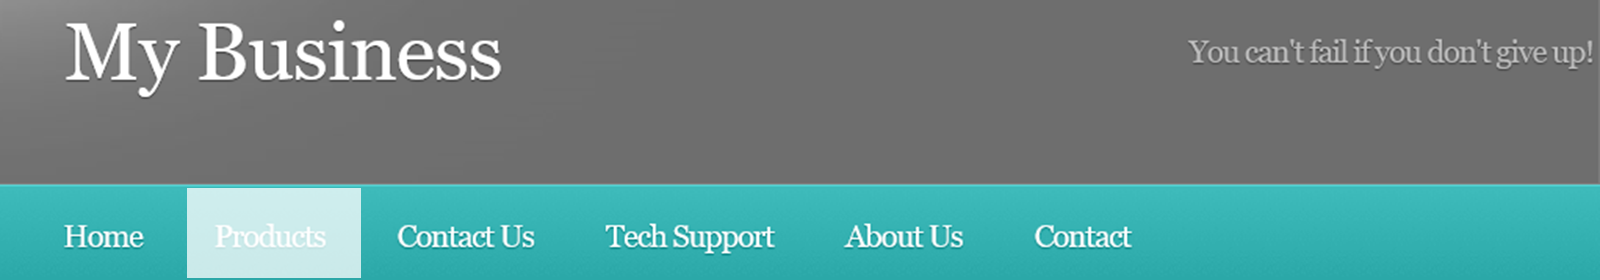 My Business
You can't fail if you don't give up!
Home Products Contact Us Tech Support About Us Contact